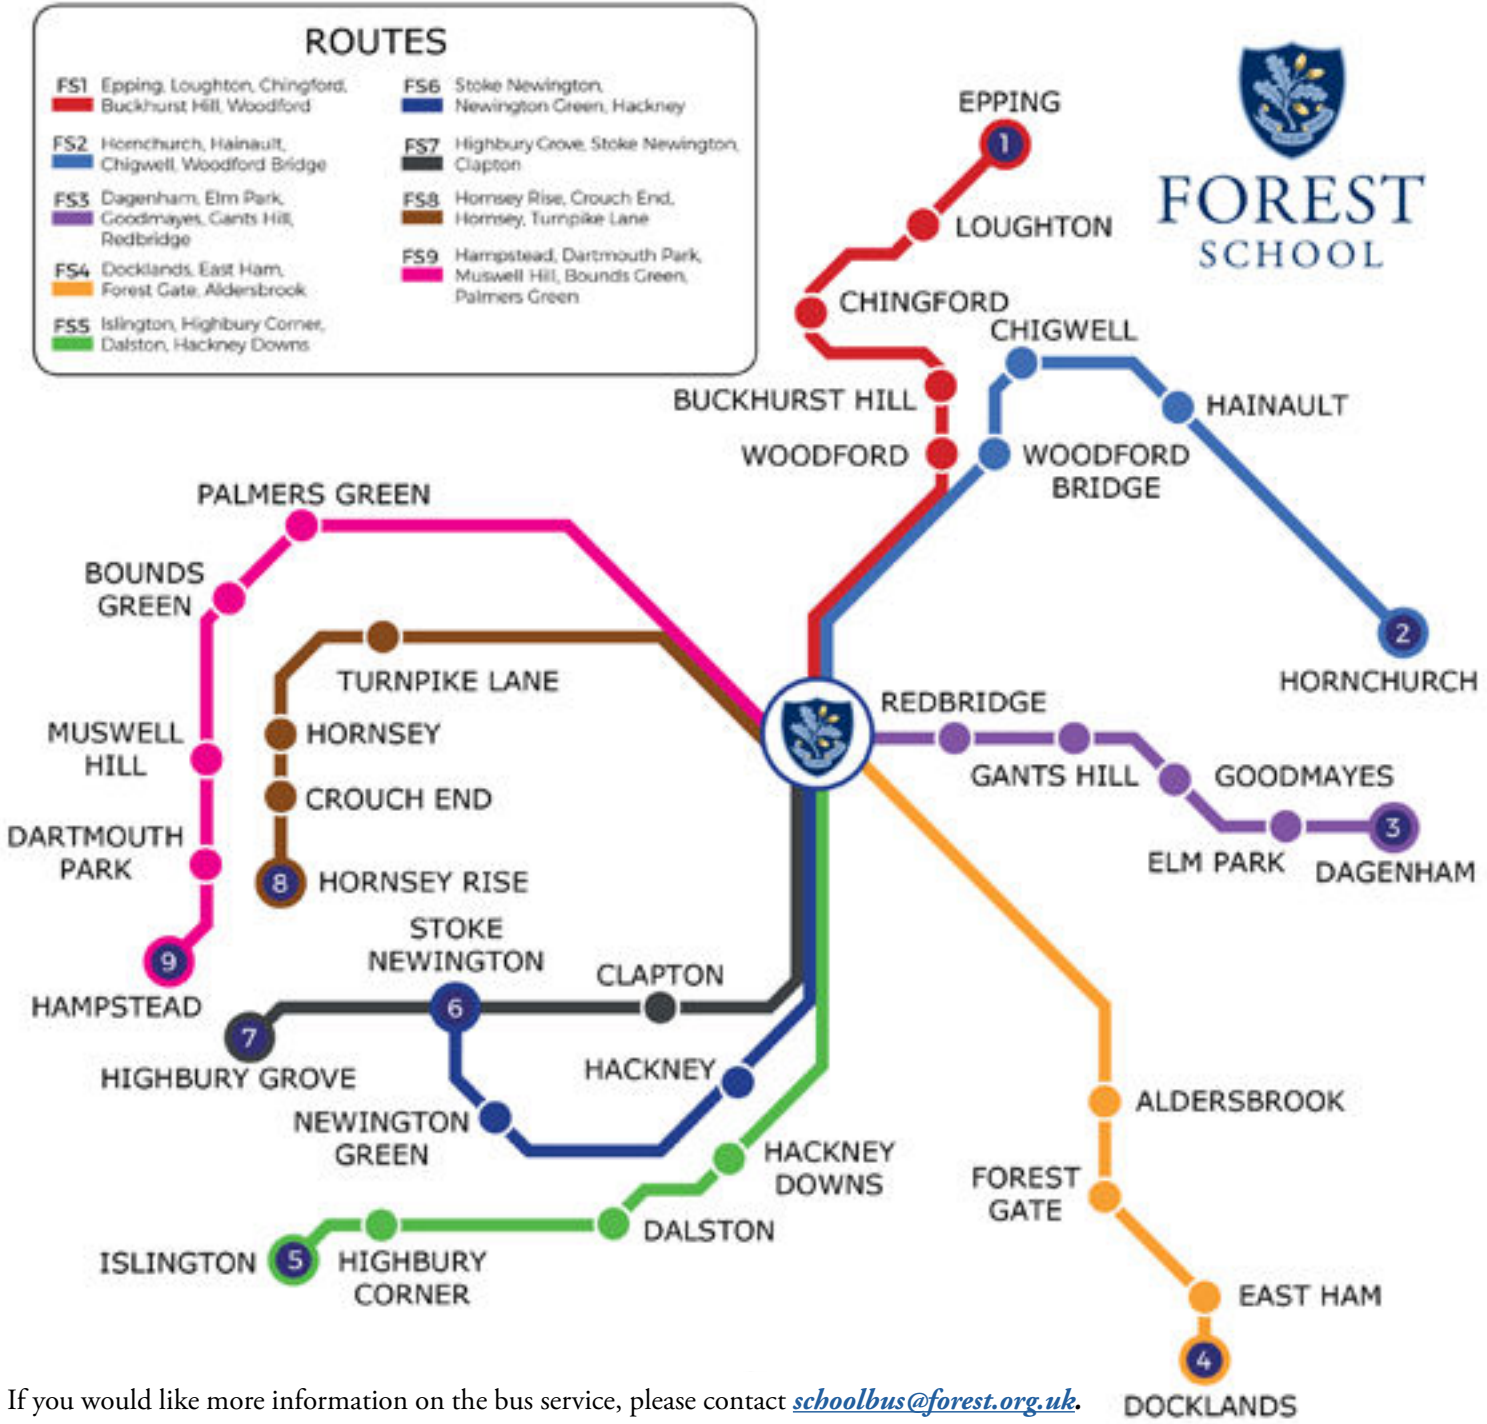 ROUTES
FS1 Epping, Loughton, Chingford,
Buckhurst Hill, Woodford
FS2 Hornchurch, Hainault,
Chigwell, Woodford Bridge
FS3 Dagenham, Elm Park,
Goodmayes, Gants Hill,
Redbridge
FS4 Docklands, East Ham,
Forest Gate, Aldersbrook
FS5 Islington, Highbury Corner,
Dalston, Hackney Downs
FS6 Stoke Newington,
Newington Green, Hackney
FS7 Highbury Grove, Stoke Newington,
Clapton
FS8 Hornsey Rise, Crouch End,
Hornsey, Turnpike Lane
FS9 Hampstead, Dartmouth Park,
Muswell Hill, Bounds Green,
Palmers Green
FOREST
SCHOOL
EPPING
1
LOUGHTON
CHINGFORD
CHIGWELL
BUCKHURST HILL
HAINAULT
WOODFORD
WOODFORD
BRIDGE
PALMERS GREEN
BOUNDS
GREEN
2
HORNCHURCH
TURNPIKE LANE
REDBRIDGE
MUSWELL
HILL
HORNSEY
GANTS HILL
GOODMAYES
CROUCH END
DARTMOUTH
PARK
3
ELM PARK
DAGENHAM
8
HORNSEY RISE
STOKE
NEWINGTON
9
HAMPSTEAD
CLAPTON
6
7
HIGHBURY GROVE
HACKNEY
NEWINGTON
GREEN
ALDERSBROOK
HACKNEY
DOWNS
FOREST
GATE
DALSTON
ISLINGTON
5
HIGHBURY
CORNER
EAST HAM
4
DOCKLANDS
If you would like more information on the bus service, please contact schoolbus@forest.org.uk.